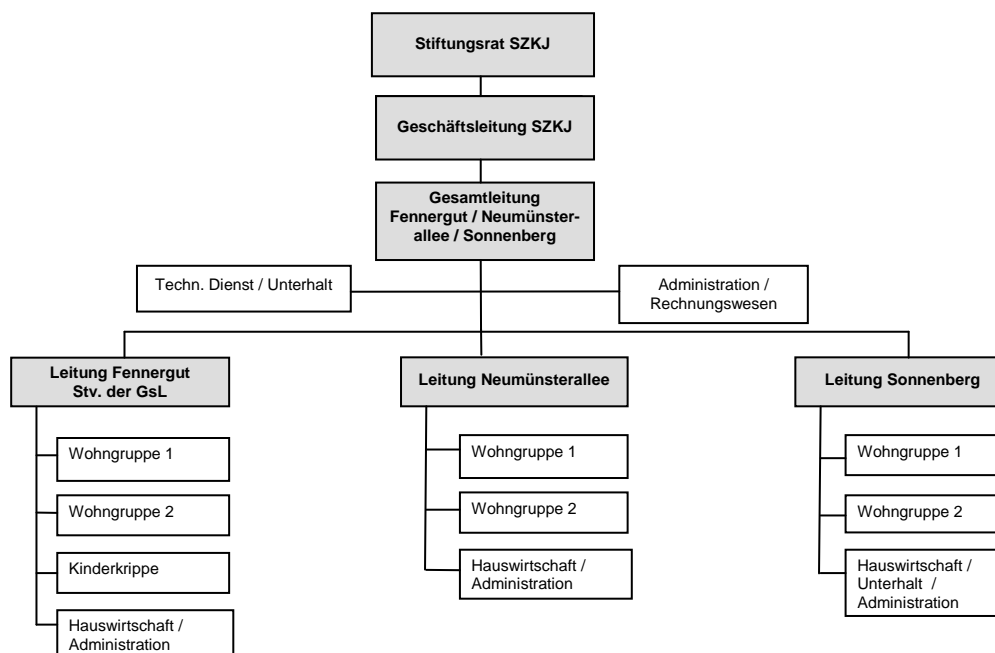 Stiftungsrat SZKJ
Geschäftsleitung SZKJ
Gesamtleitung
Fennergut / Neumünster-
allee / Sonnenberg
Techn. Dienst / Unterhalt
Administration /
Rechnungswesen
Leitung Fennergut
Stv. der GsL
Wohngruppe 1
Wohngruppe 2
Kinderkrippe
Hauswirtschaft /
Administration
Leitung Neumünsterallee
Wohngruppe 1
Wohngruppe 2
Hauswirtschaft /
Administration
Leitung Sonnenberg
Wohngruppe 1
Wohngruppe 2
Hauswirtschaft /
Unterhalt /
Administration